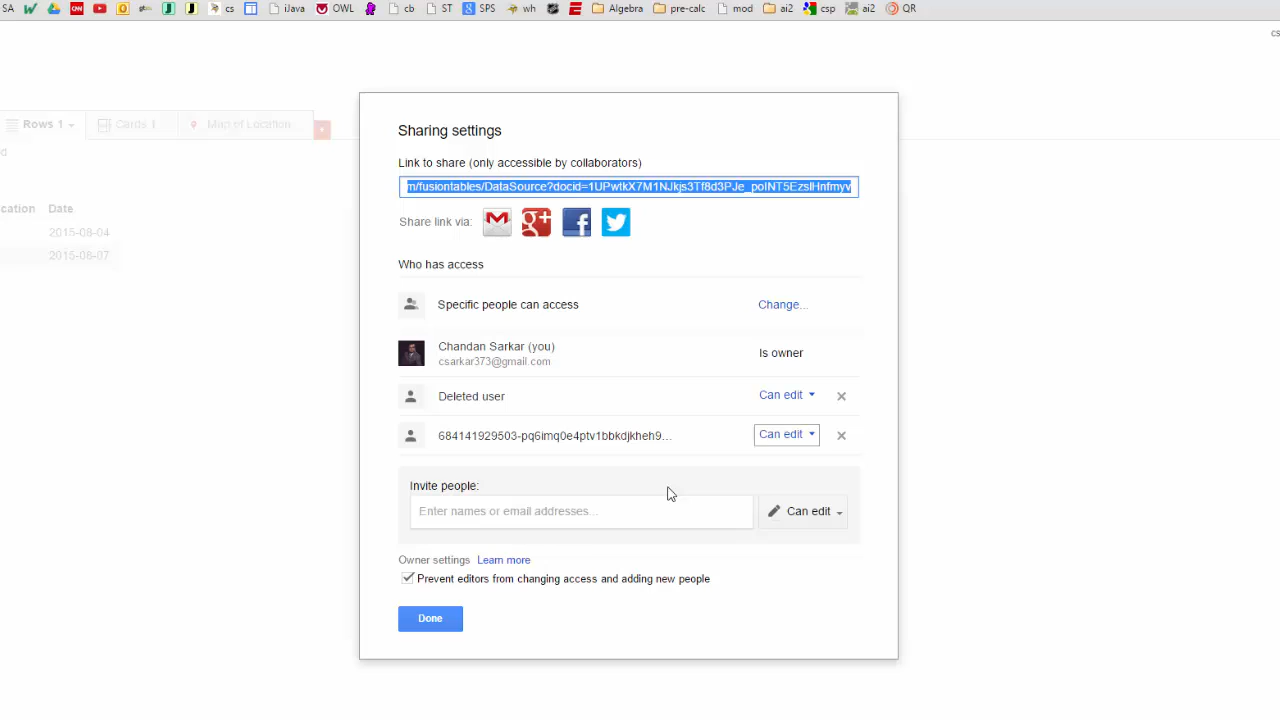 SA cs iJava OWL cb ST SPS wh Algebra pre-calc mod ai2 csp ai2 QR
cs
Rows 1 Cards 1 Map of Location
d
cation Date
2015-08-04
2015-08-07
Sharing settings
Link to share (only accessible by collaborators)
m/fusiontables/DataSource?docid=1UPwtkX7M1NJkjs3Tf8d3PJe_poINT5EzslHnfmyv
Share link via:
Who has access
Specific people can access Change...
Chandan Sarkar (you)
csarkar373@gmail.com
Is owner
Deleted user Can edit
684141929503-pq6imq0e4ptv1bbkdjkheh9... Can edit
Invite people:
Enter names or email addresses... Can edit
Owner settings Learn more
Prevent editors from changing access and adding new people
Done